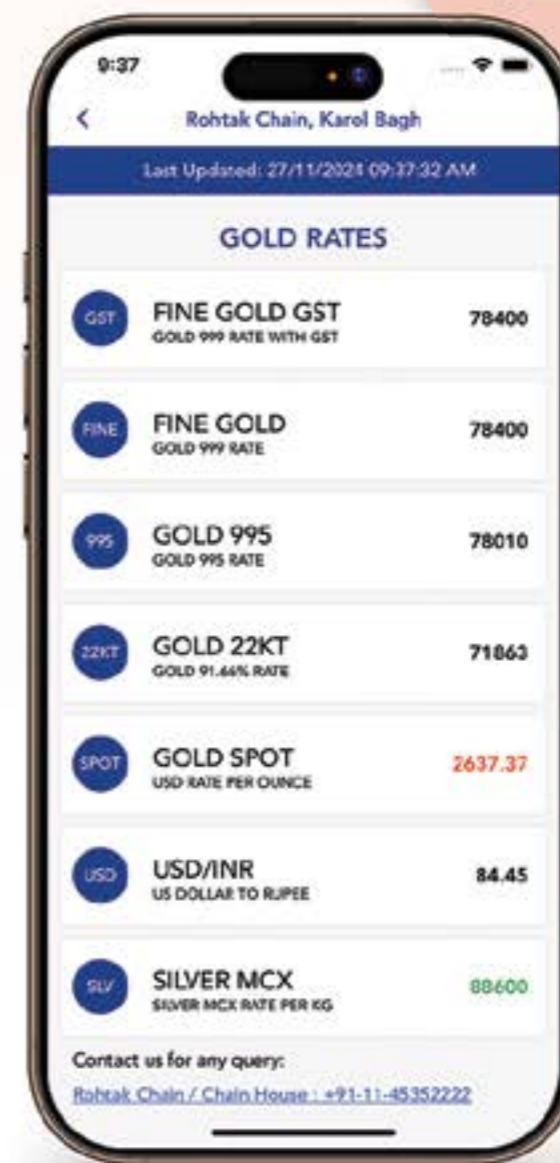 9:37
Rohtak Chain, Karol Bagh
Last Updated: 27/11/2024 09:37:32 AM
GOLD RATES
GST
FINE GOLD GST
78400
GOLD 999 RATE WITH GST
FINE
FINE GOLD
78400
GOLD 999 RATE
995
GOLD 995
78010
GOLD 995 RATE
22KT
GOLD 22KT
71863
GOLD 91.66% RATE
SPOT
GOLD SPOT
2637.37
USD RATE PER OUNCE
USD
USD/INR
84.45
US DOLLAR TO RUPEE
SLV
SILVER MCX
88600
SILVER MCX RATE PER KG
Contact us for any query:
Rohtak Chain / Chain House : +91-11-45352222